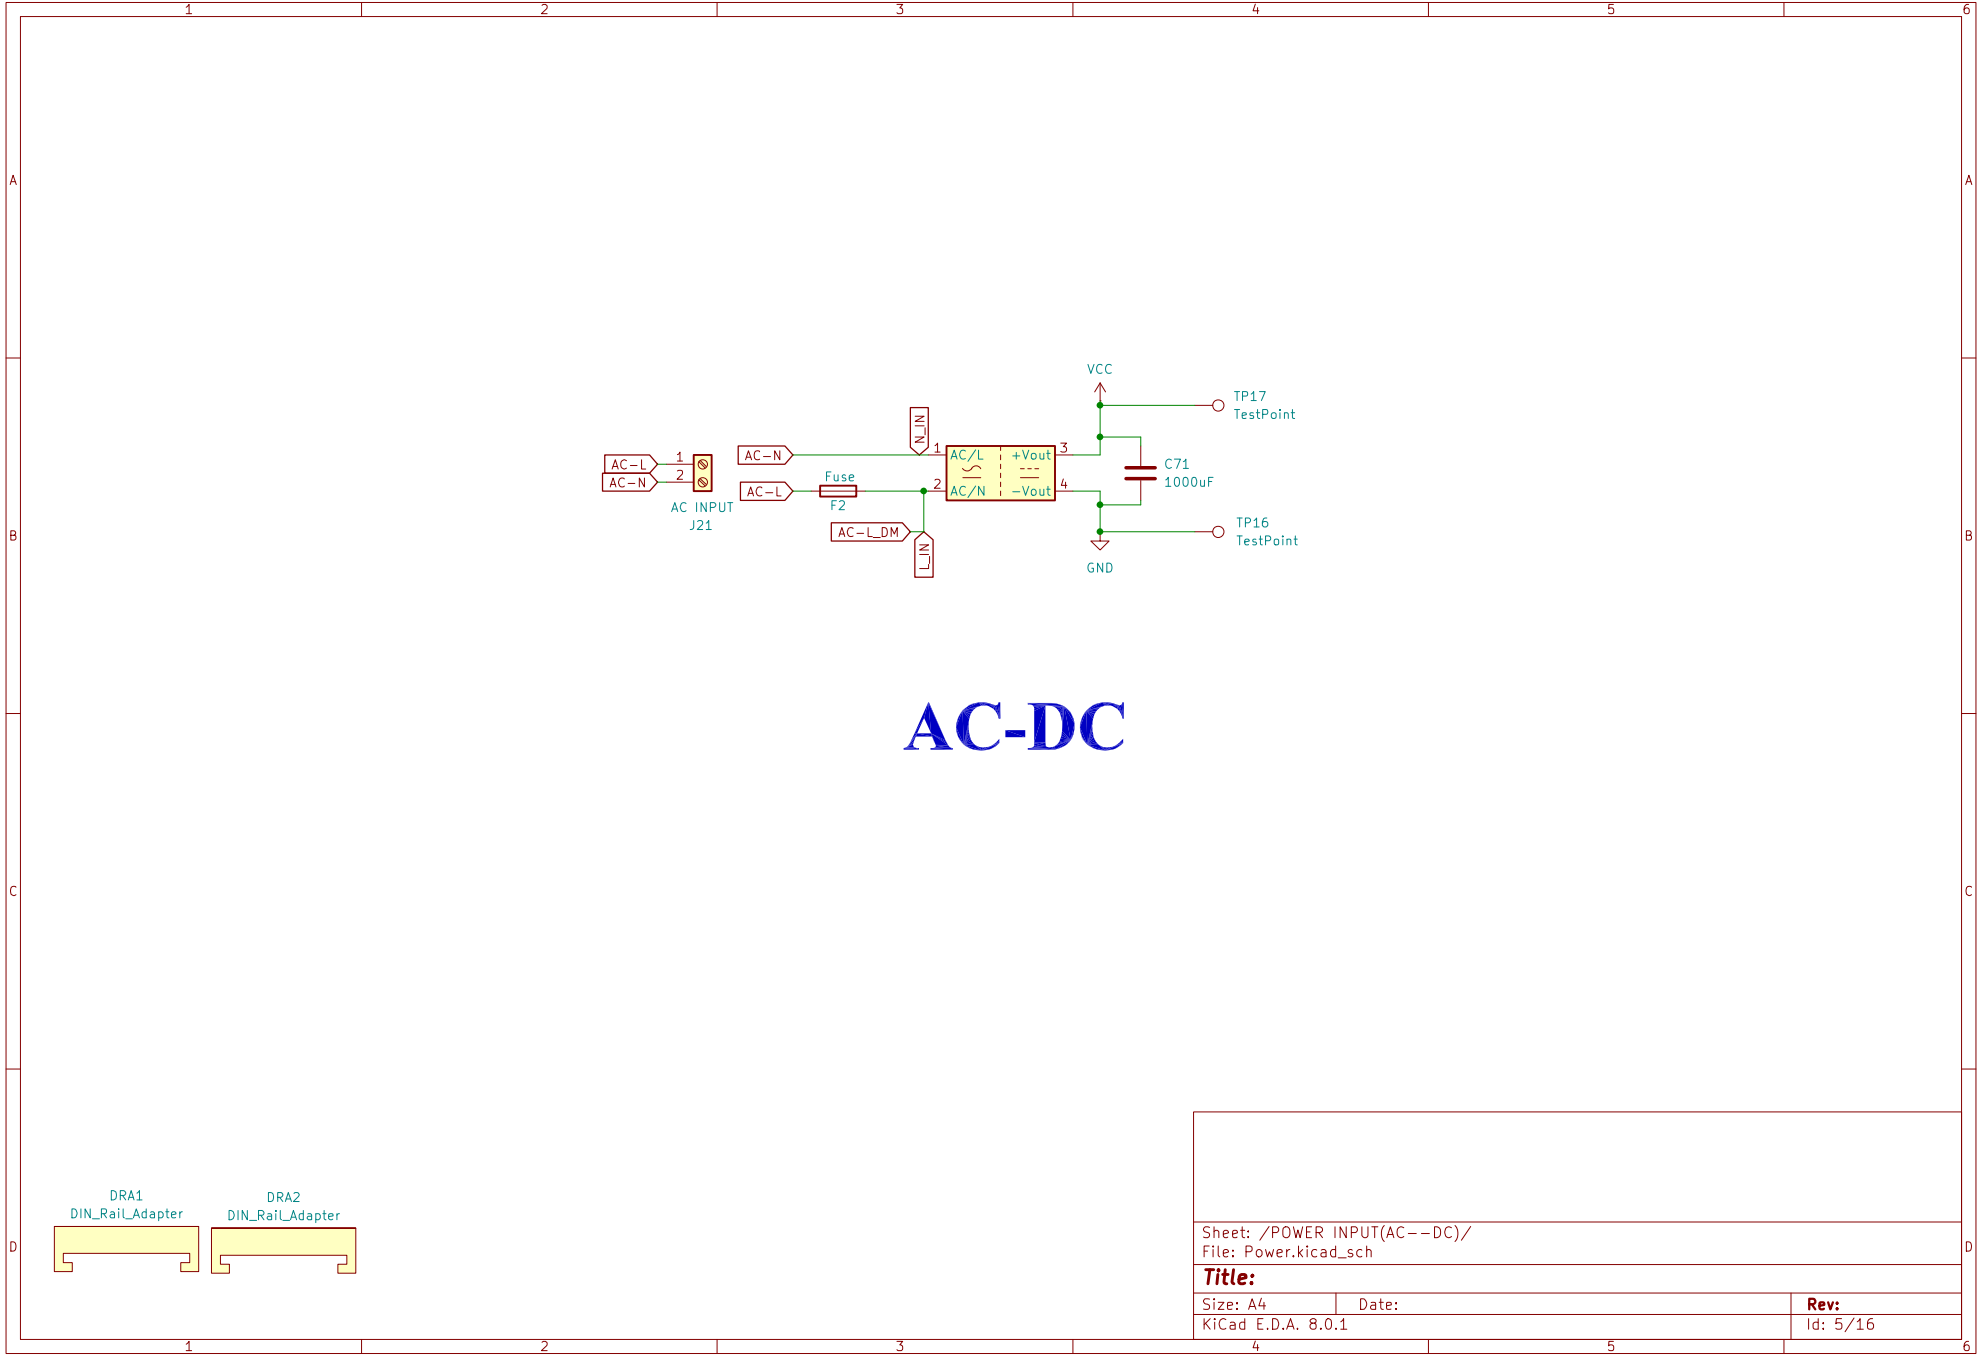 1 2 3 4 5 6
A A
VCC
TP17
TestPoint
N_IN
AC-N 1 AC/L +Vout 3
AC-L 1
AC-N 2
C71
1000uF
Fuse
AC-L 2 AC/N -Vout 4
F2
AC INPUT
J21
AC-L_DM
L_IN
TP16
TestPoint
GND
B B
AC-DC
C C
DRA1
DIN_Rail_Adapter
DRA2
DIN_Rail_Adapter
D D
Sheet: /POWER INPUT(AC--DC)/
File: Power.kicad_sch
Title:
Size: A4 Date: Rev:
KiCad E.D.A. 8.0.1 Id: 5/16
1 2 3 4 5 6